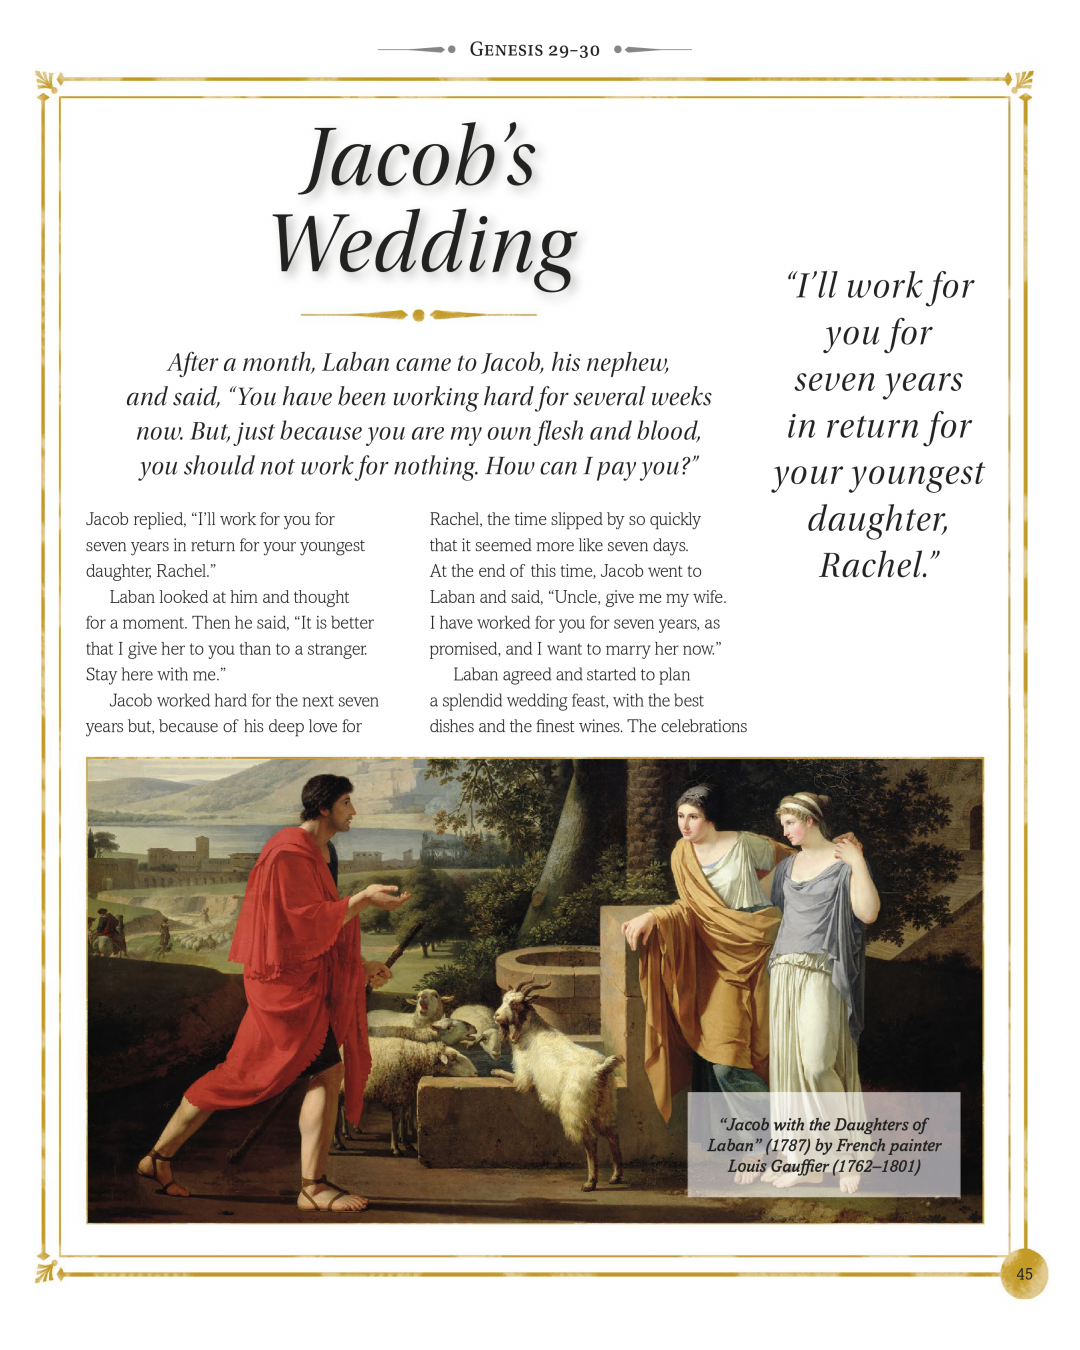 Genesis 29–30
Jacob’s
Wedding
After a month, Laban came to Jacob, his nephew,
and said, “You have been working hard for several weeks
now. But, just because you are my own flesh and blood,
you should not work for nothing. How can I pay you?”
“I’ll work for
you for
seven years
in return for
your youngest
daughter,
Rachel.”
Jacob replied, “I’ll work for you for
seven years in return for your youngest
daughter, Rachel.”
Laban looked at him and thought
for a moment. Then he said, “It is better
that I give her to you than to a stranger.
Stay here with me.”
Jacob worked hard for the next seven
years but, because of his deep love for
Rachel, the time slipped by so quickly
that it seemed more like seven days.
At the end of this time, Jacob went to
Laban and said, “Uncle, give me my wife.
I have worked for you for seven years, as
promised, and I want to marry her now.”
Laban agreed and started to plan
a splendid wedding feast, with the best
dishes and the finest wines. The celebrations
“Jacob with the Daughters of
Laban” (1787) by French painter
Louis Gauffier (1762–1801)
45